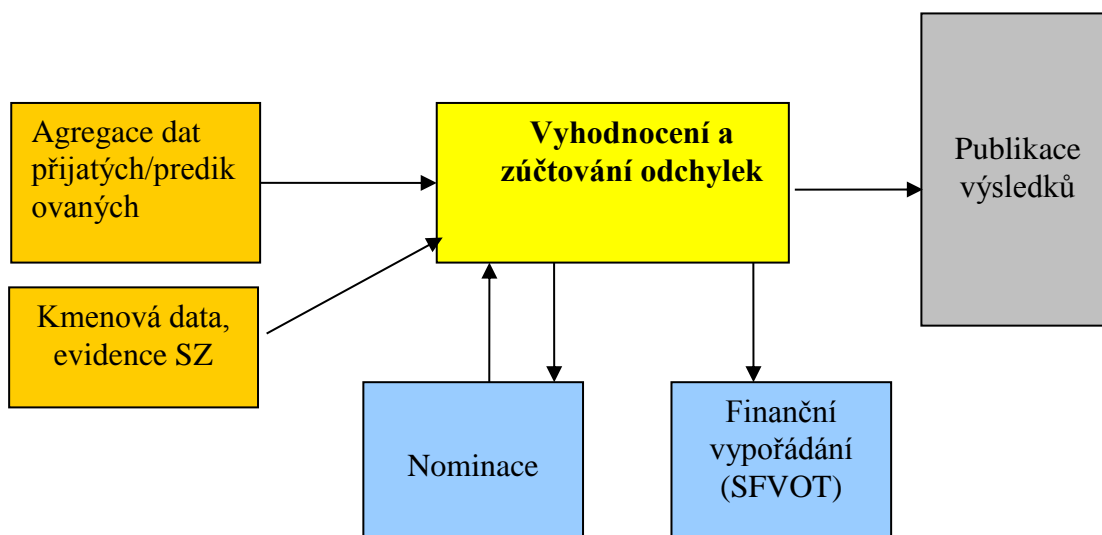 Agregace dat
přijatých/predik
ovaných
Vyhodnocení a
zúčtování odchylek
Publikace
výsledků
Kmenová data,
evidence SZ
Nominace
Finanční
vypořádání
(SFVOT)